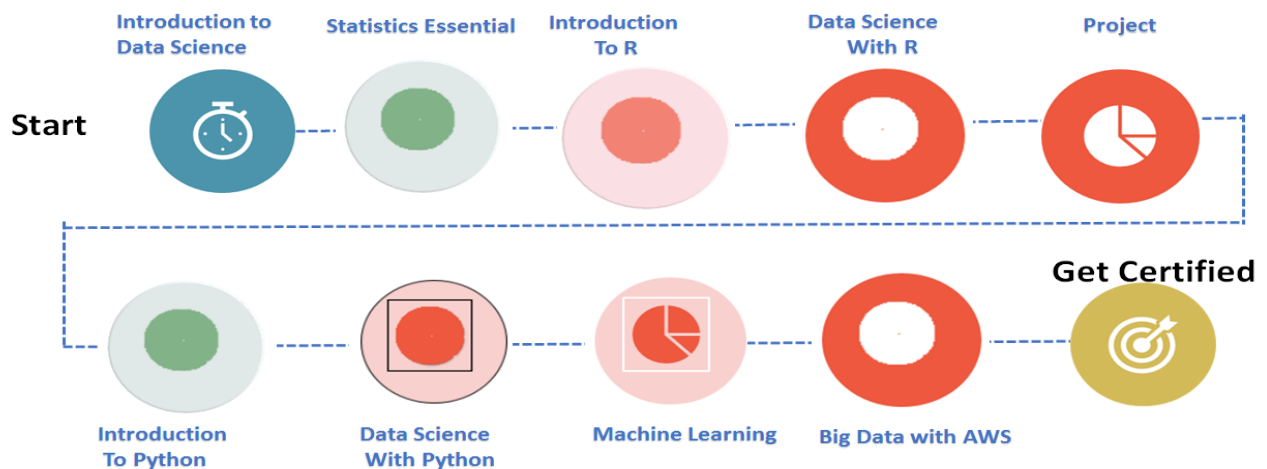 Introduction to
Data Science
Statistics Essential
Introduction
To R
Data Science
With R
Project
Start
Get Certified
Introduction
To Python
Data Science
With Python
Machine Learning
Big Data with AWS